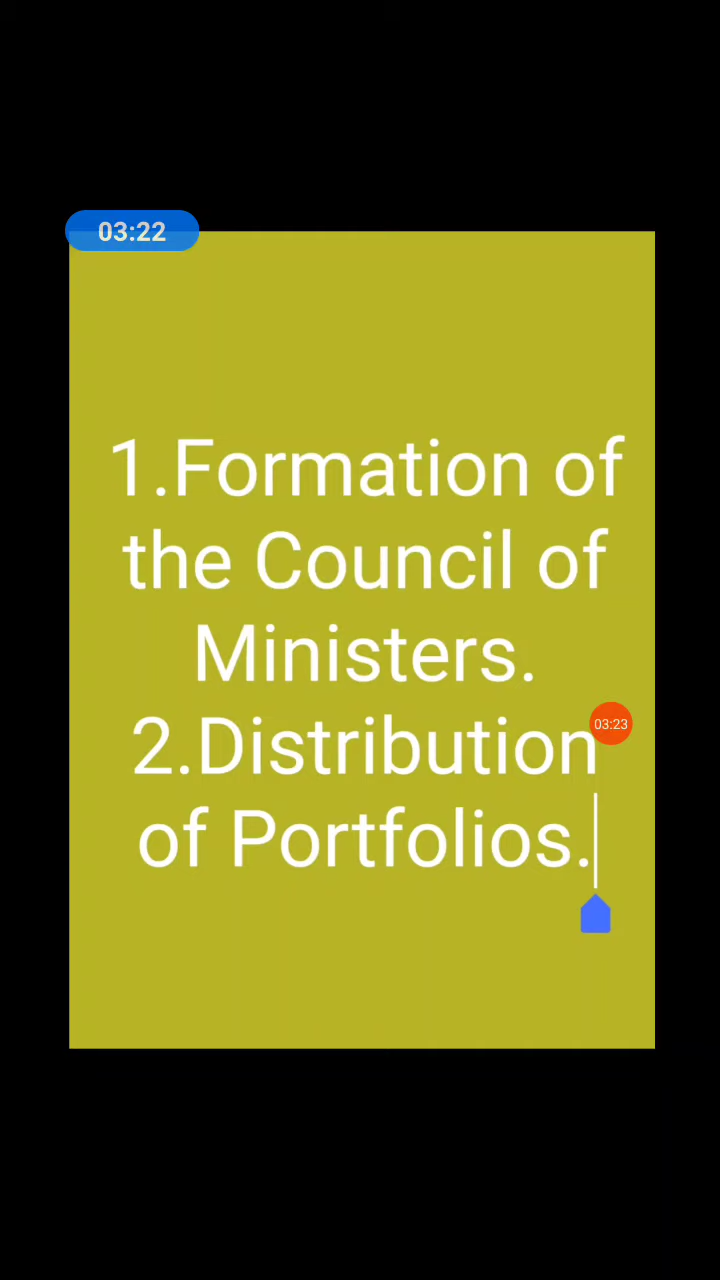 03:22
1.Formation of
the Council of
Ministers.
03:23
2.Distribution
of Portfolios.